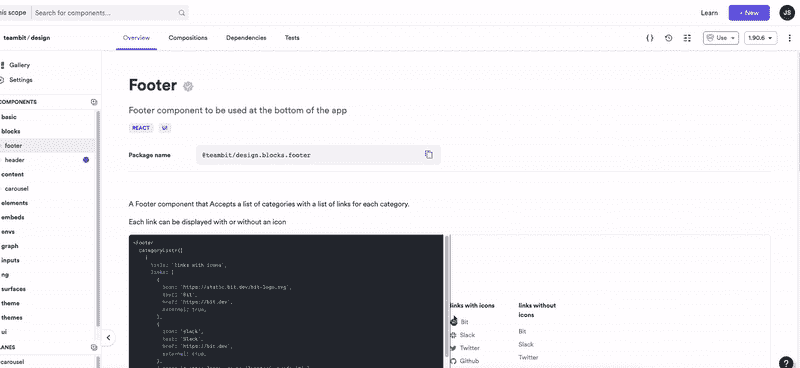 his scope
Search for components...
Learn
+ New
JS
teambit / design
Overview
Compositions
Dependencies
Tests
Use
1.90.6
Gallery
Settings
COMPONENTS
basic
blocks
footer
header
content
carousel
elements
embeds
envs
graph
inputs
ng
surfaces
theme
themes
ui
LANES
carousel
Footer
Footer component to be used at the bottom of the app
REACT
UI
Package name
@teambit/design.blocks.footer
A Footer component that Accepts a list of categories with a list of links for each category.
Each link can be displayed with or without an icon
<Footer
categoryList={[
{
title: 'links with icons',
links: [
{
icon: 'https://static.bit.dev/bit-logo.svg',
text: 'Bit',
href: 'https://bit.dev',
external: true,
},
{
icon: 'slack',
text: 'Slack',
href: 'https://bit.dev',
external: true,
},
links with icons
Bit
Slack
Twitter
Github
links without
icons
Bit
Slack
Twitter
?